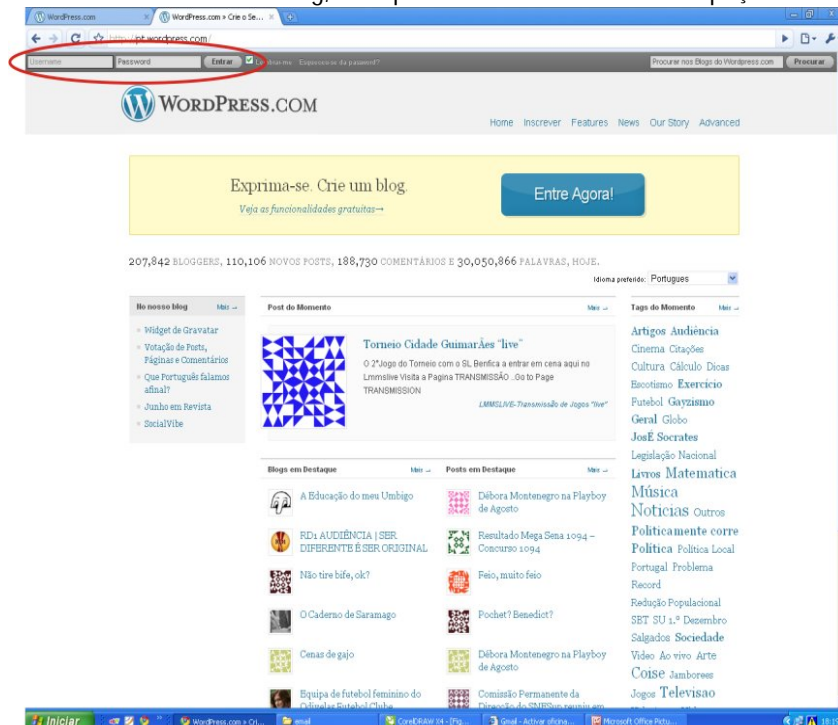 WordPress.com
WordPress.com » Crie o Se...
http://pt.wordpress.com/
Username Password Entrar Lembrar-me Esqueceu-se da password?
Procurar nos Blogs do Wordpress.com Procurar
WORDPRESS.COM
Home Inscrever Features News Our Story Advanced
Exprima-se. Crie um blog.
Veja as funcionalidades gratuitas→
Entre Agora!
207,842 BLOGGERS, 110,106 NOVOS POSTS, 188,730 COMENTÁRIOS E 30,050,866 PALAVRAS, HOJE.
Idioma preferido: Portugues
No nosso blog Mais →
Widget de Gravatar
Votação de Posts,
Páginas e Comentários
Que Português falamos
afinal?
Junho em Revista
SocialVibe
Post do Momento Mais →
Torneio Cidade GuimarÃes "live"
O 2ºJogo do Torneio com o SL Benfica a entrar em cena aqui no
Lmmslive Visita a Pagina TRANSMISSÃO ..Go to Page
TRANSMISSION
LMMSLIVE-Transmissão de Jogos "live"
Blogs em Destaque Mais →
A Educação do meu Umbigo
RD1 AUDIÊNCIA | SER
DIFERENTE É SER ORIGINAL
Não tire bife, ok?
O Caderno de Saramago
Cenas de gajo
Equipa de futebol feminino do
Odivelas Futebol Clube
Posts em Destaque Mais →
Débora Montenegro na Playboy
de Agosto
Resultado Mega Sena 1094 –
Concurso 1094
Feio, muito feio
Pochet? Benedict?
Débora Montenegro na Playboy
de Agosto
Comissão Permanente da
Direcção do SNESup reuniu em
Tags do Momento Mais →
Artigos Audiência
Cinema Citações
Cultura Cálculo Dicas
Escotismo Exercício
Futebol Gayzismo
Geral Globo
JosÉ Socrates
Legislação Nacional
Livros Matematica
Música
Noticias Outros
Politicamente corre
Politica Politica Local
Portugal Problema
Record
Redução Populacional
SET SU 1.º Dezembro
Salgados Sociedade
Video Ao vivo Arte
Coise Jamborees
Jogos Televisao
Iniciar WordPress.com » Cri... email CorelDRAW X4 - [Fig... Gmail - Activar oficina... Microsoft Office Pictu...